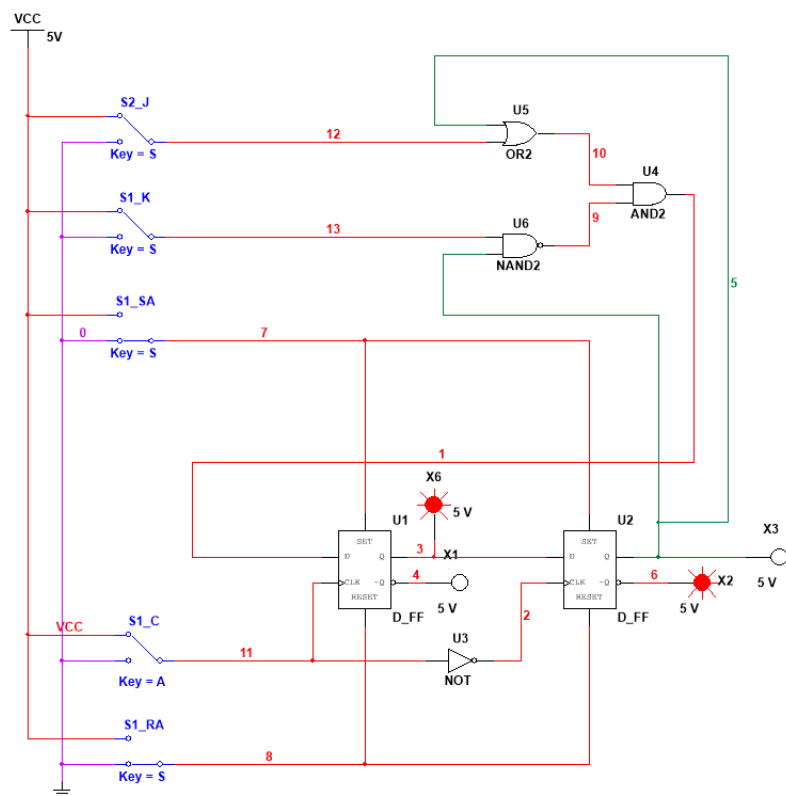 VCC
5V
S2_J
Key = S
12
U5
OR2
10
U4
AND2
S1_K
Key = S
13
U6
NAND2
9
5
S1_SA
0
Key = S
7
1
X6
5 V
U1
SET
D
Q
CLK
~Q
RESET
D_FF
3
X1
4
5 V
U2
SET
D
Q
CLK
~Q
RESET
D_FF
X3
5 V
6
X2
5 V
2
VCC
S1_C
Key = A
11
U3
NOT
S1_RA
Key = S
8